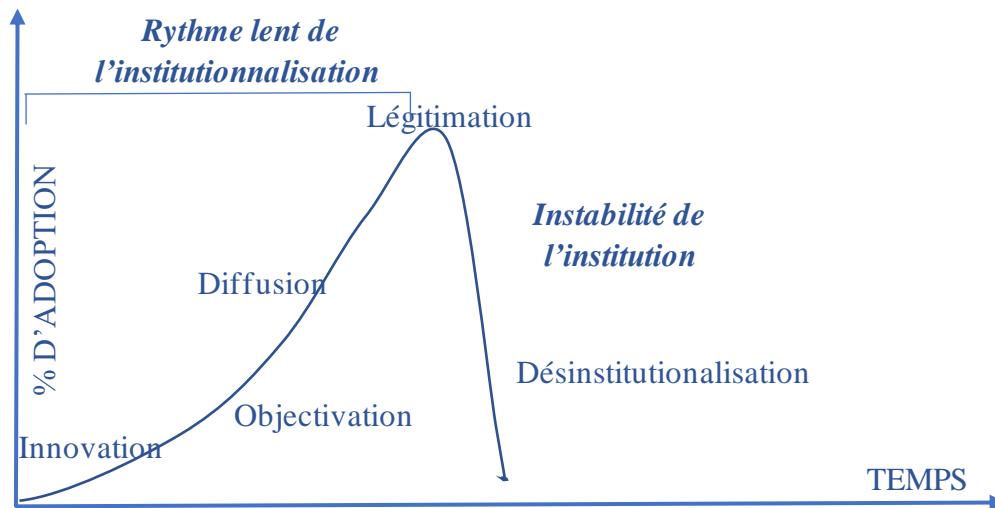 Rythme lent de
l'institutionnalisation
Légitimation
% D'ADOPTION
Instabilité de
l'institution
Diffusion
Désinstitutionalisation
Objectivation
Innovation
TEMPS